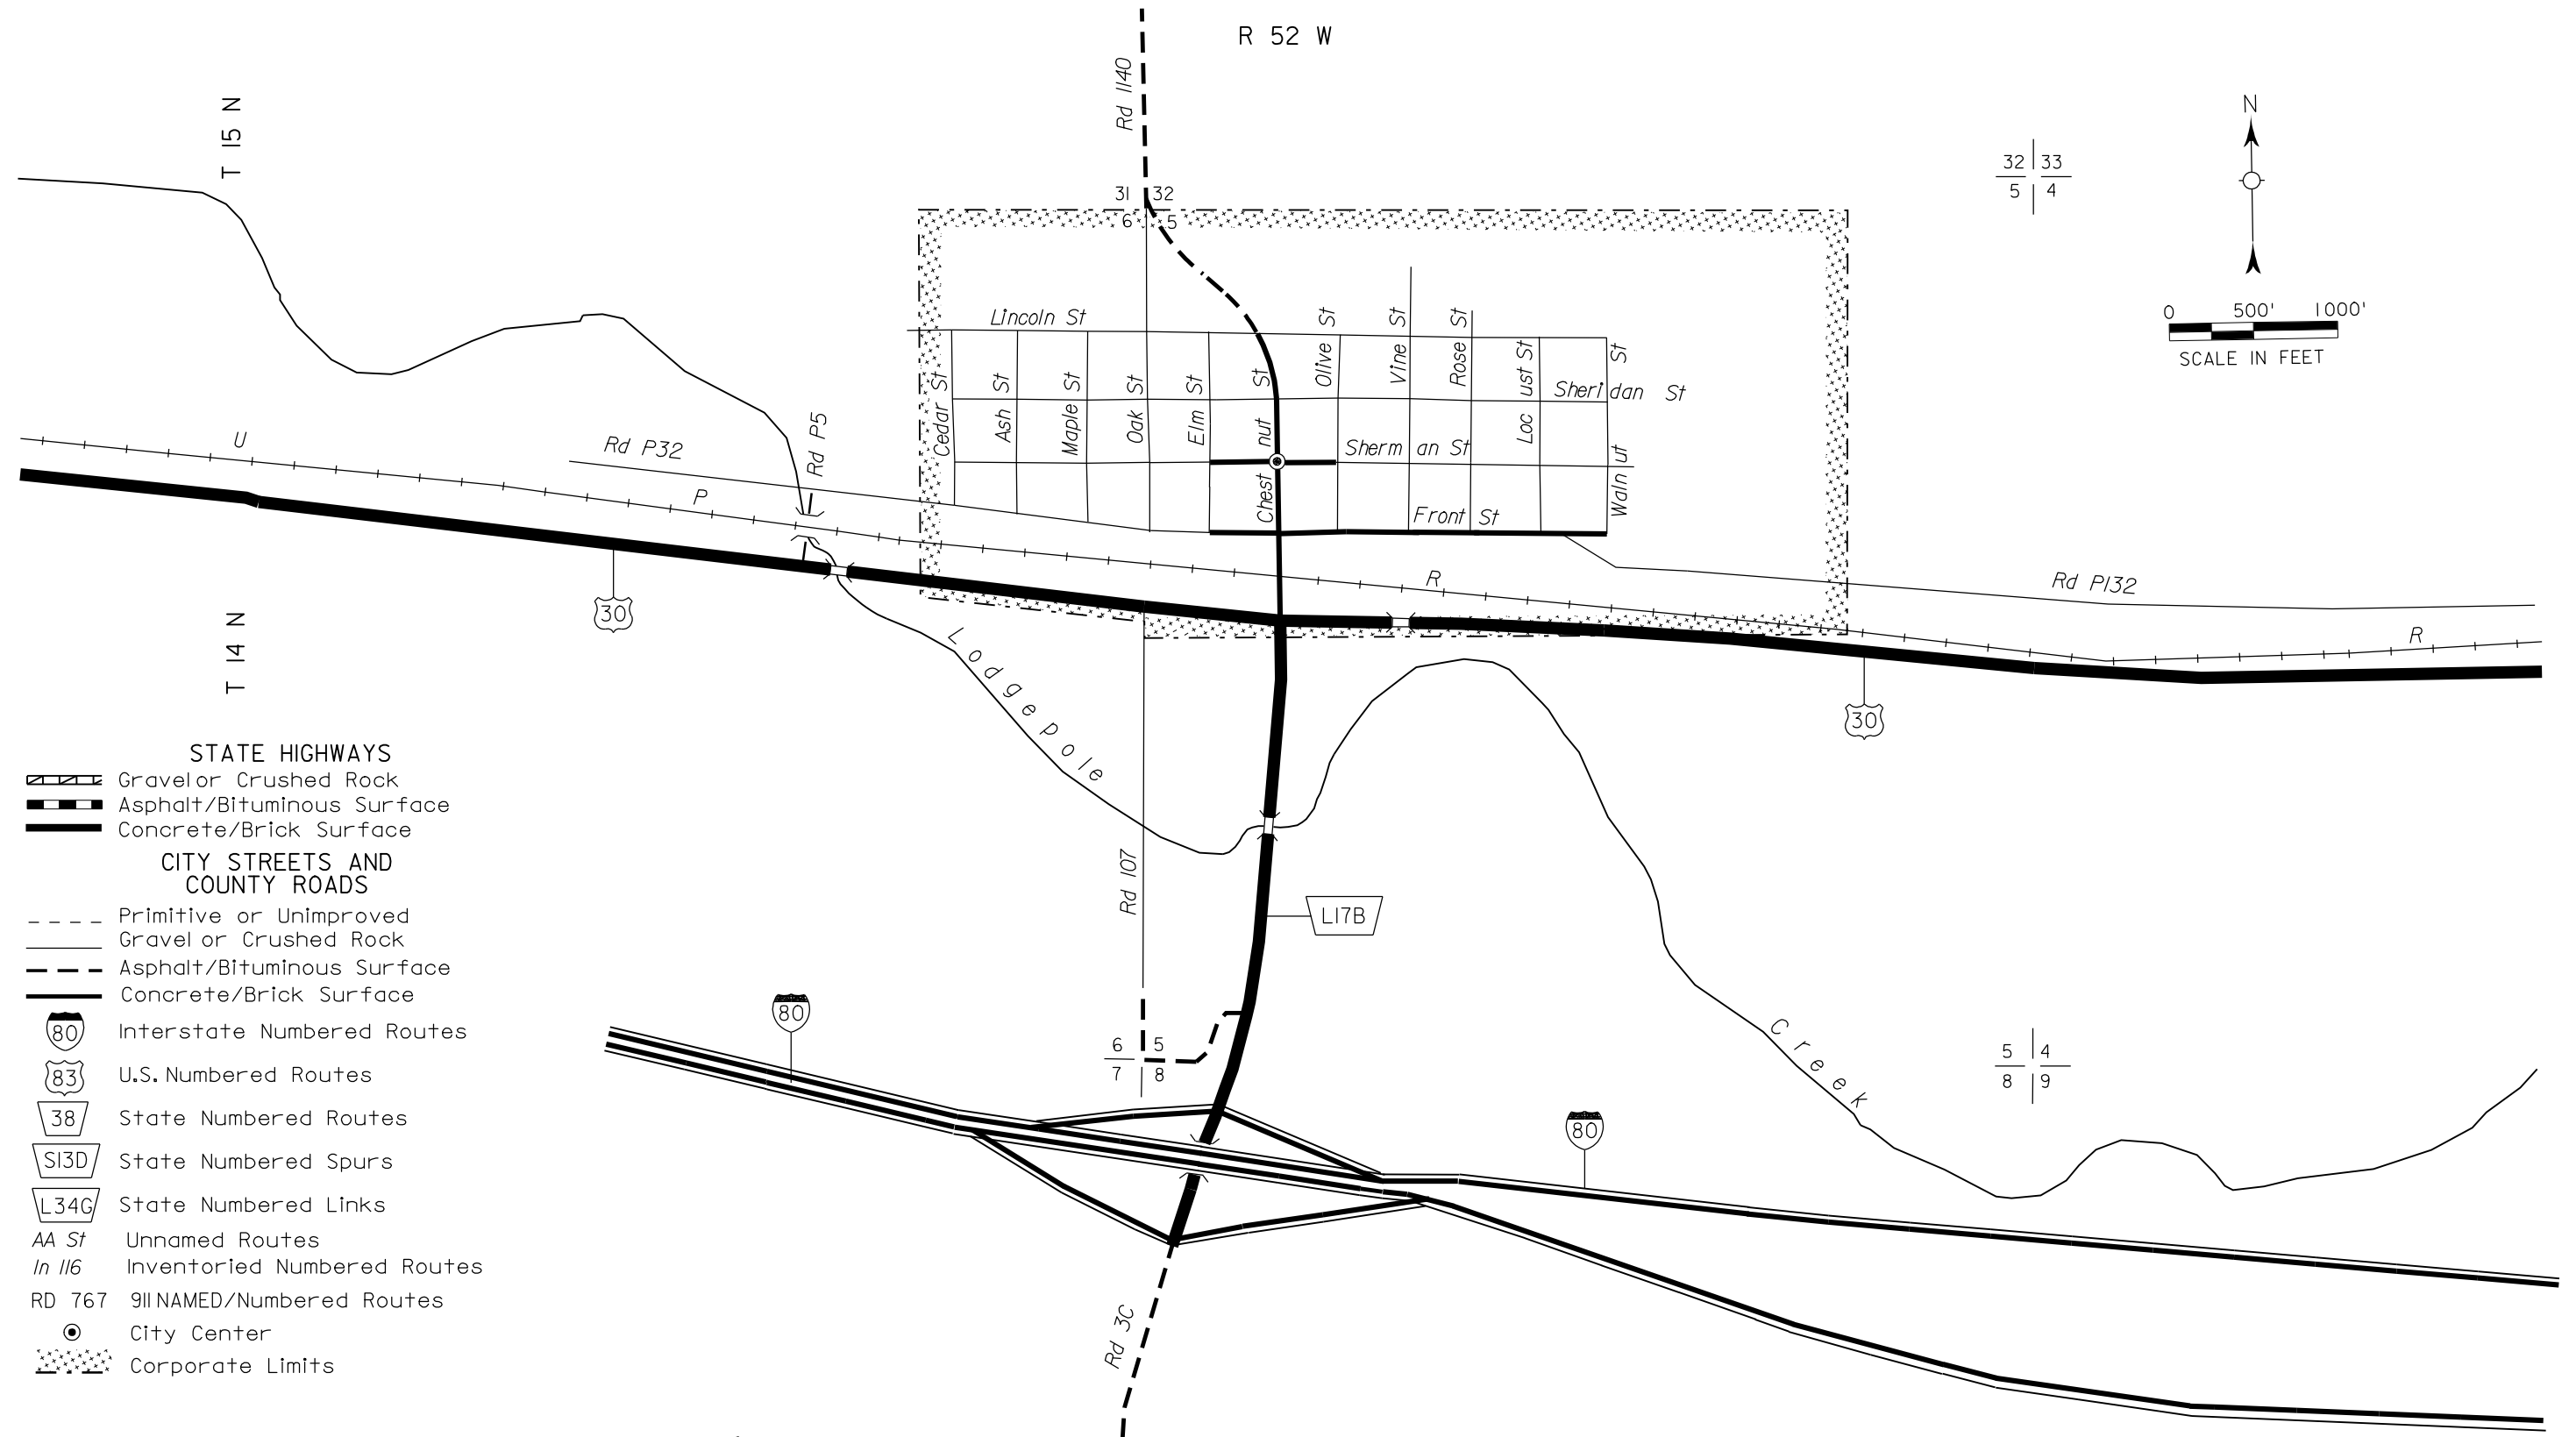 R 52 W
Rd 1140
T 15 N
N
32 33
5 4
31 32
6 5
0 500' 1000'
SCALE IN FEET
Lincoln St
Cedar St
Ash St
Maple St
Oak St
Elm St
Chest nut St
Olive St
Vine St
Rose St
Loc ust St
Waln ut St
Sheri dan St
Sherm an St
Front St
U
P
R
R
Rd P32
Rd P5
Rd P132
30
30
T 14 N
Lodgepole
Creek
Rd 107
L17B
80
80
6 5
7 8
5 4
8 9
Rd 3C
STATE HIGHWAYS
Gravel or Crushed Rock
Asphalt/Bituminous Surface
Concrete/Brick Surface
CITY STREETS AND
COUNTY ROADS
Primitive or Unimproved
Gravel or Crushed Rock
Asphalt/Bituminous Surface
Concrete/Brick Surface
80 Interstate Numbered Routes
83 U.S. Numbered Routes
38 State Numbered Routes
S13D State Numbered Spurs
L34G State Numbered Links
AA St Unnamed Routes
In 116 Inventoried Numbered Routes
RD 767 911 NAMED/Numbered Routes
City Center
Corporate Limits